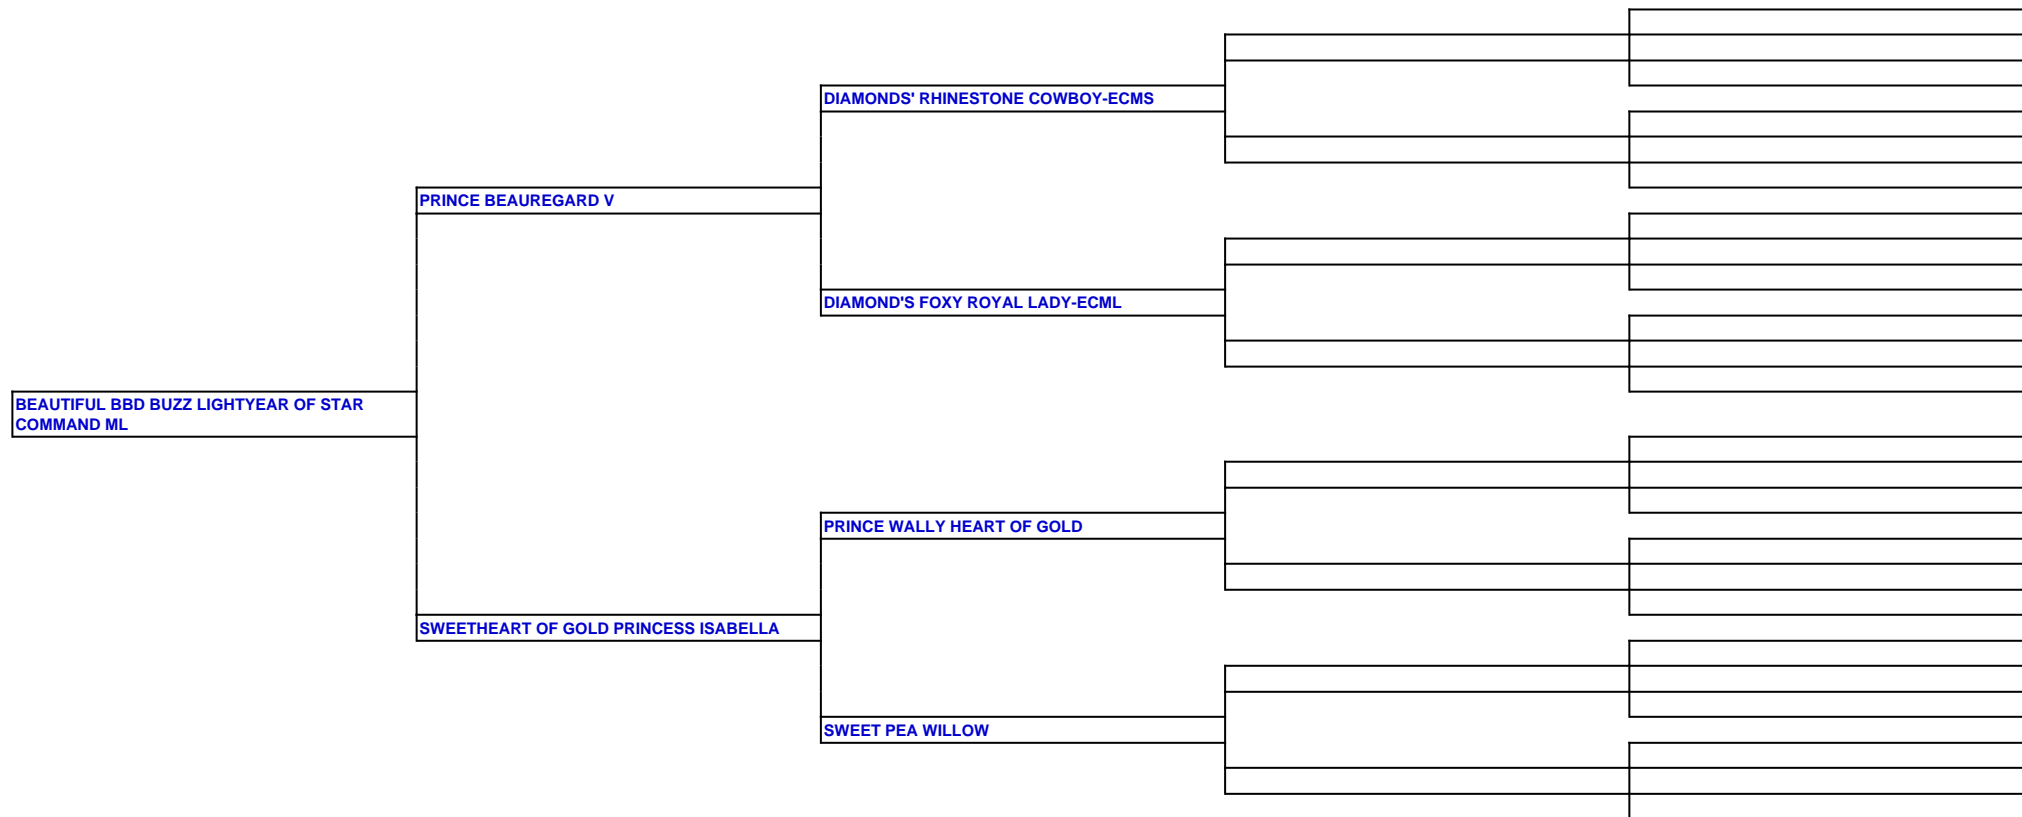 DIAMONDS' RHINESTONE COWBOY-ECMS
PRINCE BEAUREGARD V
DIAMOND'S FOXY ROYAL LADY-ECML
BEAUTIFUL BBD BUZZ LIGHTYEAR OF STAR
COMMAND ML
PRINCE WALLY HEART OF GOLD
SWEETHEART OF GOLD PRINCESS ISABELLA
SWEET PEA WILLOW